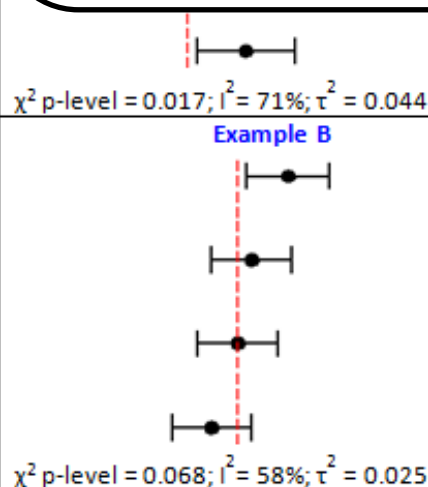 χ² p-level = 0.017; I² = 71%; τ² = 0.044
Example B
χ² p-level = 0.068; I² = 58%; τ² = 0.025